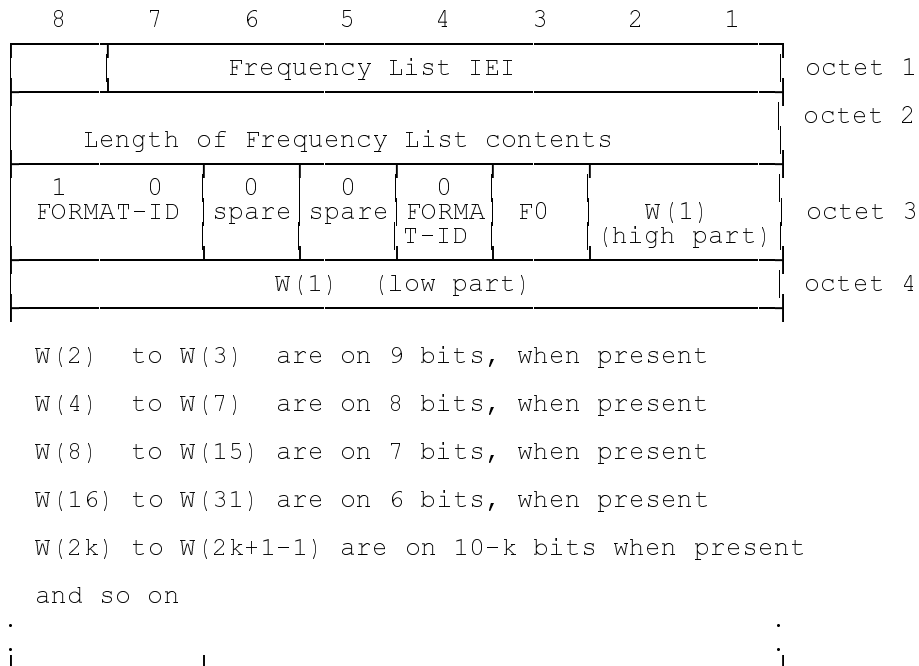 8 7 6 5 4 3 2 1
Frequency List IEI octet 1
octet 2
Length of Frequency List contents
1 0 0 0 0
FORMAT-ID spare spare FORMA F0 W(1) octet 3
T-ID (high part)
W(1) (low part) octet 4
W(2) to W(3) are on 9 bits, when present
W(4) to W(7) are on 8 bits, when present
W(8) to W(15) are on 7 bits, when present
W(16) to W(31) are on 6 bits, when present
W(2k) to W(2k+1-1) are on 10-k bits when present
and so on
. .
. .